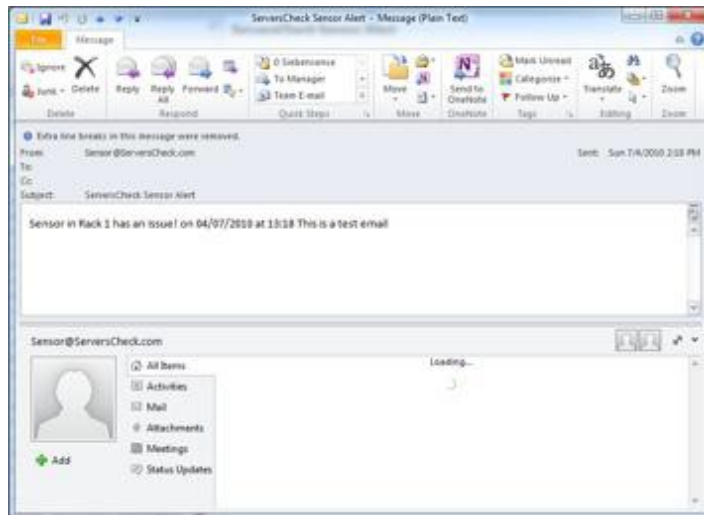 ServersCheck Sensor Alert - Message (Plain Text)
File Message
Ignore
Junk - Delete
Reply Reply All Forward
To Manager
Team E-mail
Move
Send to OneNote
Mark Unread
Categorize
Follow Up
Translate
Zoom
Delete Respond Quick Steps Move OneNote Tags Editing Zoom
Extra line breaks in this message were removed.
From: Sensor@ServersCheck.com Sent: Sun 7/4/2010 2:18 PM
To:
Cc:
Subject: ServersCheck Sensor Alert
Sensor in Rack 1 has an issue! on 04/07/2010 at 13:18 This is a test email
Sensor@ServersCheck.com
All Items
Activities
Mail
Attachments
Meetings
Status Updates
Add
Loading...